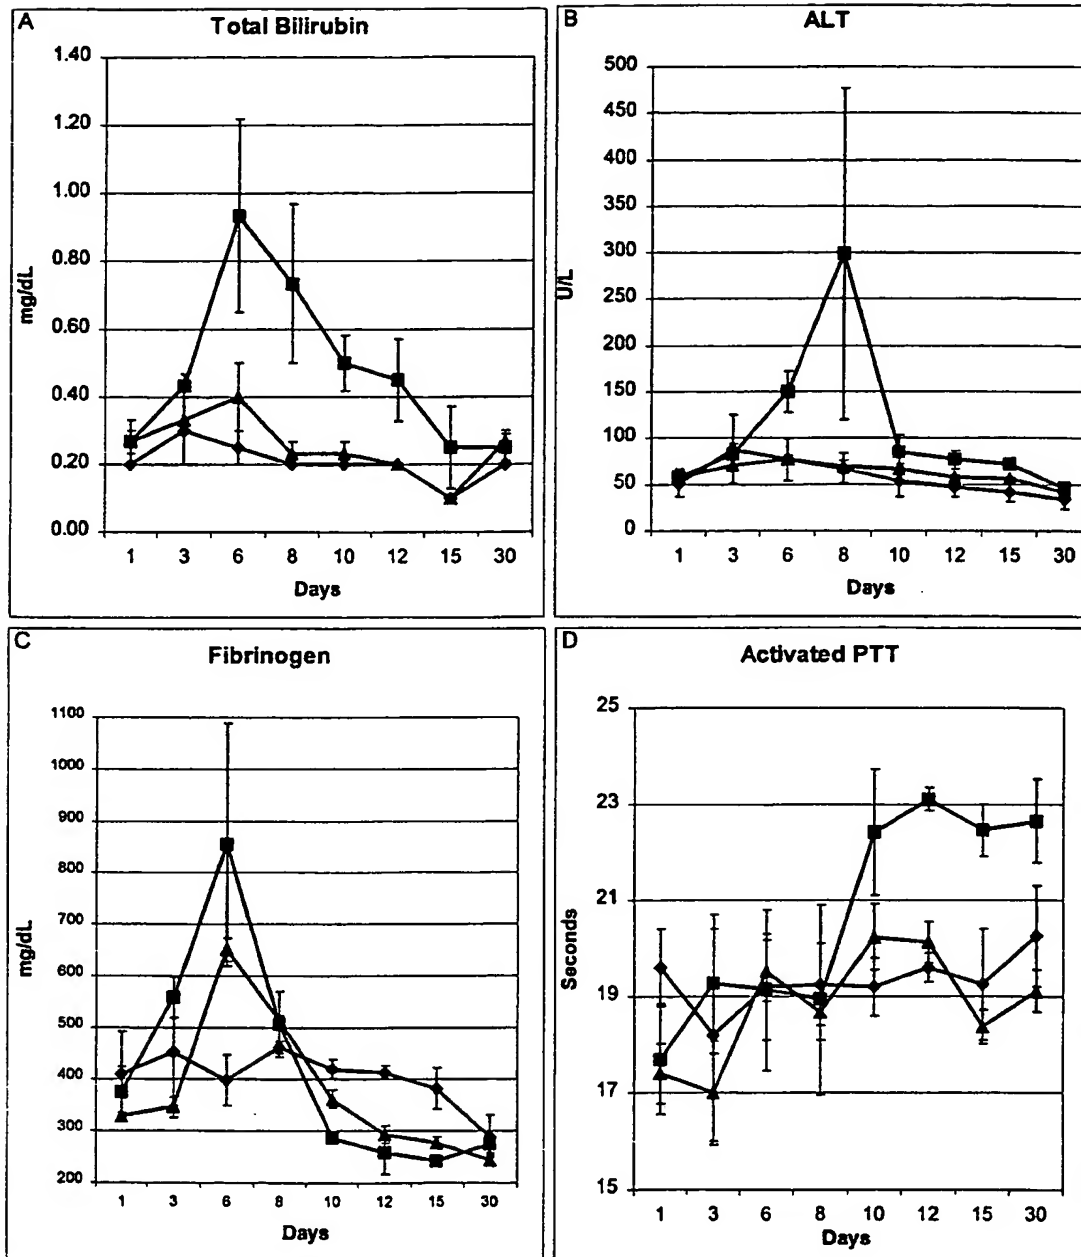 A
Total Bilirubin
1.40
1.20
1.00
0.80
0.60
0.40
0.20
0.00
mg/dL
1 3 6 8 10 12 15 30
Days
B
ALT
500
450
400
350
300
250
200
150
100
50
0
U/L
1 3 6 8 10 12 15 30
Days
C
Fibrinogen
1100
1000
900
800
700
600
500
400
300
200
mg/dL
1 3 6 8 10 12 15 30
Days
D
Activated PTT
25
23
21
19
17
15
Seconds
1 3 6 8 10 12 15 30
Days